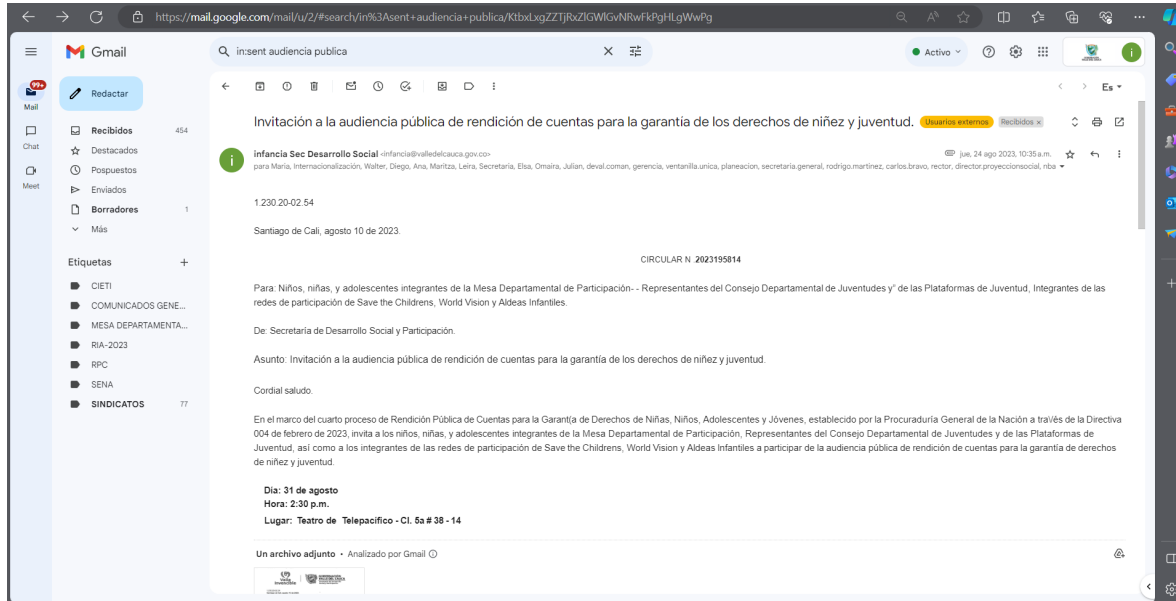 https://mail.google.com/mail/u/2/#search/in%3Asent+audiencia+publica/KtbxLxgZZTjRxZlGWlGvNRwFkPgHLgWwPg
Gmail
in:sent audiencia publica
Activo
99+
Mail
Chat
Meet
Redactar
Recibidos 454
Destacados
Pospuestos
Enviados
Borradores 1
Más
Etiquetas
CIETI
COMUNICADOS GENE...
MESA DEPARTAMENTA...
RIA-2023
RPC
SENA
SINDICATOS 77
Es
Invitación a la audiencia pública de rendición de cuentas para la garantía de los derechos de niñez y juventud. Usuarios externos Recibidos x
infancia Sec Desarrollo Social <infancia@valledelcauca.gov.co> jue, 24 ago 2023, 10:35 a.m.
para Maria, Internacionalización, Walter, Diego, Ana, Maritza, Leira, Secretaria, Elsa, Omaira, Julian, deval.coman, gerencia, ventanilla.unica, planeacion, secretaria.general, rodrigo.martinez, carlos.bravo, rector, director.proyeccionsocial, nba
1.230.20-02.54
Santiago de Cali, agosto 10 de 2023.
CIRCULAR N .2023195814
Para: Niños, niñas, y adolescentes integrantes de la Mesa Departamental de Participación- - Representantes del Consejo Departamental de Juventudes y" de las Plataformas de Juventud, Integrantes de las
redes de participación de Save the Childrens, World Vision y Aldeas Infantiles.
De: Secretaría de Desarrollo Social y Participación.
Asunto: Invitación a la audiencia pública de rendición de cuentas para la garantía de los derechos de niñez y juventud.
Cordial saludo.
En el marco del cuarto proceso de Rendición Pública de Cuentas para la Garant(a de Derechos de Niñas, Niños, Adolescentes y Jóvenes, establecido por la Procuraduría General de la Nación a tra\/és de la Directiva
004 de febrero de 2023, invita a los niños, niñas, y adolescentes integrantes de la Mesa Departamental de Participación, Representantes del Consejo Departamental de Juventudes y de las Plataformas de
Juventud, así como a los integrantes de las redes de participación de Save the Childrens, World Vision y Aldeas Infantiles a participar de la audiencia pública de rendición de cuentas para la garantía de derechos
de niñez y juventud.
Dia: 31 de agosto
Hora: 2:30 p.m.
Lugar: Teatro de Telepacifico - Cl. 5a # 38 - 14
Un archivo adjunto • Analizado por Gmail